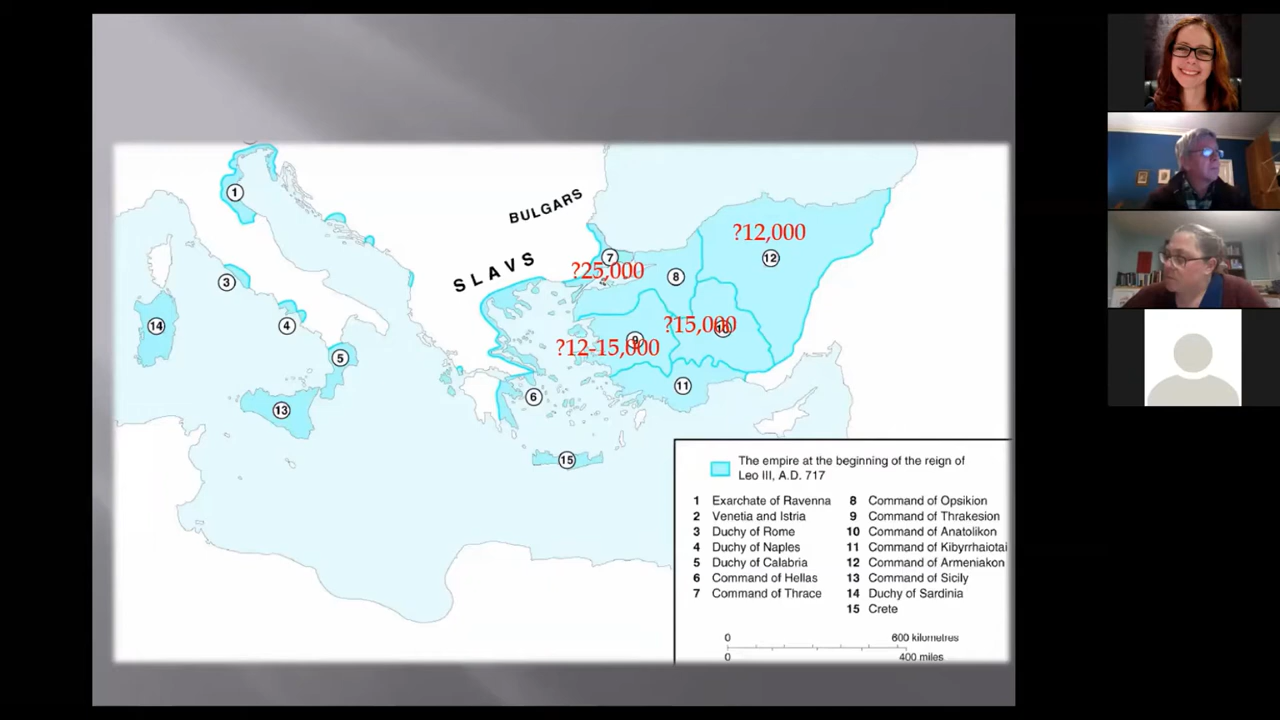 BULGARS
SLAVS
1
3
4
5
6
7
8
9
10
11
12
13
14
15
?12,000
?25,000
?15,000
?12-15,000
The empire at the beginning of the reign of
Leo III, A.D. 717
1 Exarchate of Ravenna
2 Venetia and Istria
3 Duchy of Rome
4 Duchy of Naples
5 Duchy of Calabria
6 Command of Hellas
7 Command of Thrace
8 Command of Opsikion
9 Command of Thrakesion
10 Command of Anatolikon
11 Command of Kibyrrhaiotai
12 Command of Armeniakon
13 Command of Sicily
14 Duchy of Sardinia
15 Crete
0 600 kilometres
0 400 miles